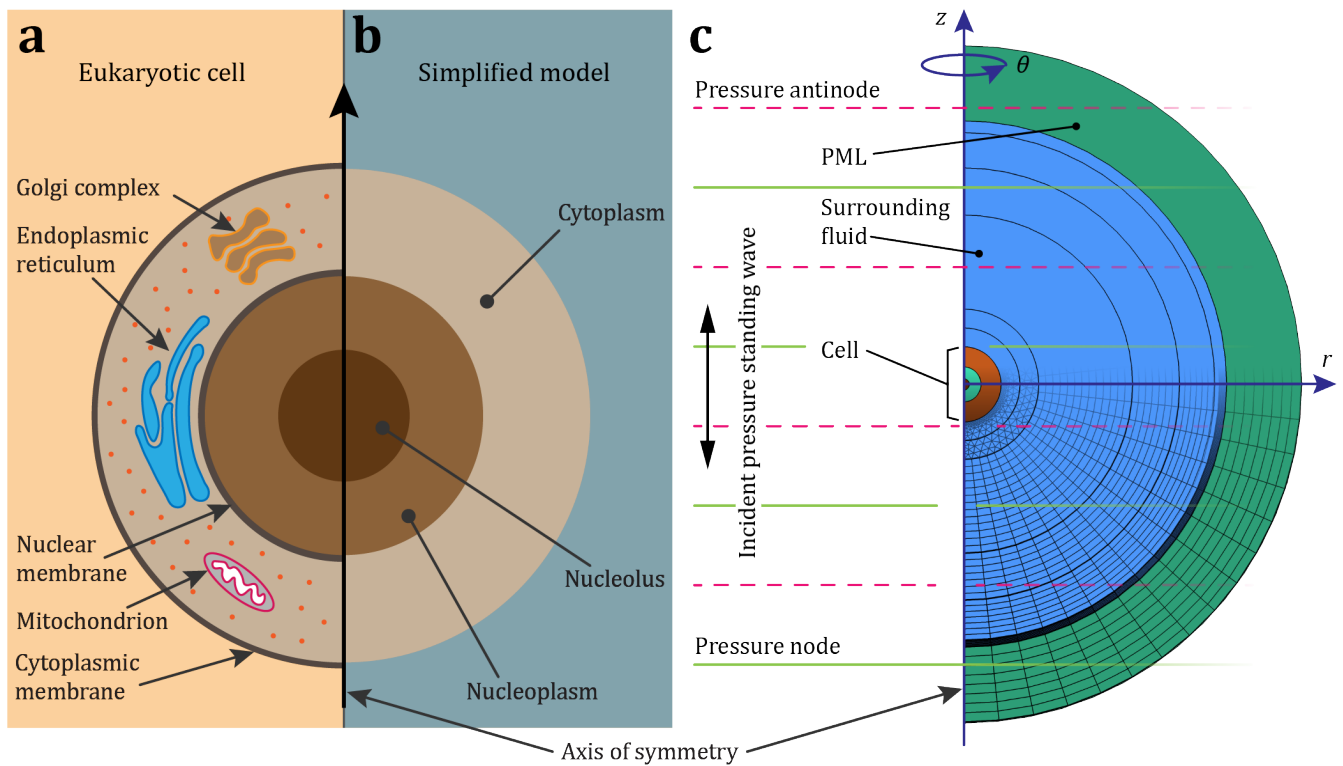 a
Eukaryotic cell
Golgi complex
Endoplasmic
reticulum
Nuclear
membrane
Mitochondrion
Cytoplasmic
membrane
b
Simplified model
Cytoplasm
Nucleolus
Nucleoplasm
Axis of symmetry
c
z
θ
Pressure antinode
PML
Surrounding
fluid
Incident pressure standing wave
Cell
r
Pressure node